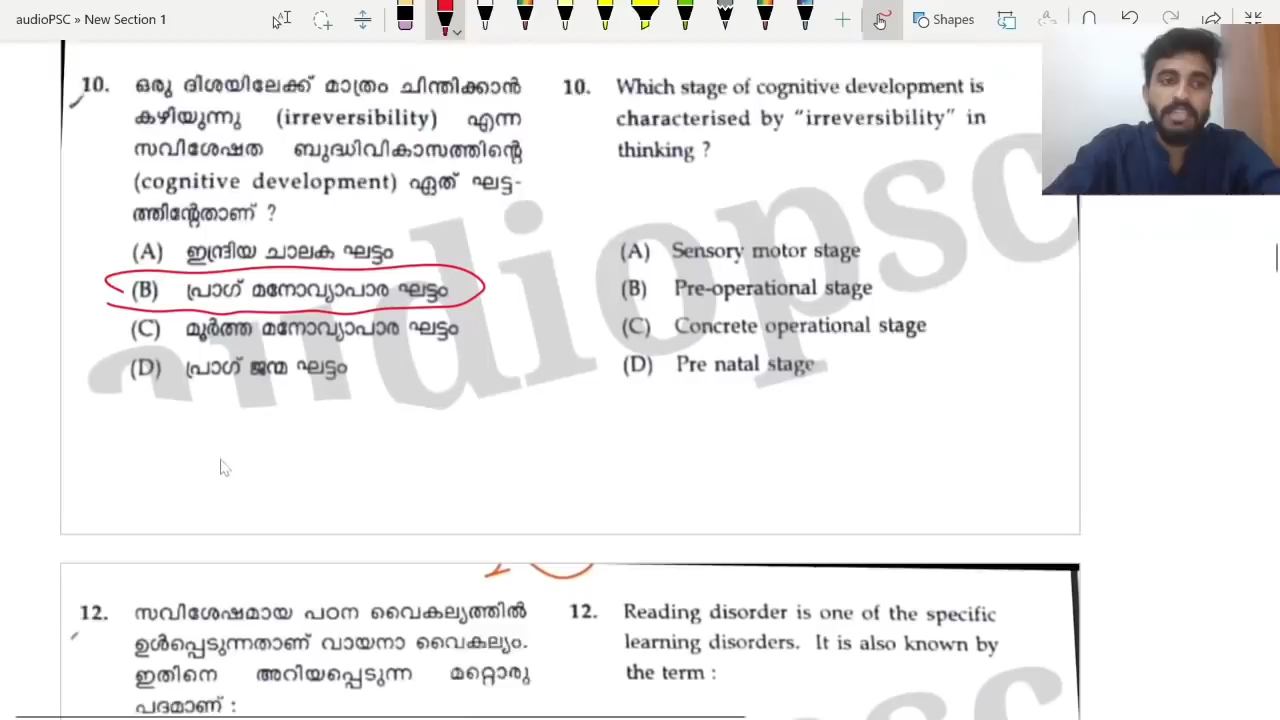 audioPSC » New Section 1
Shapes
10. ഒരു ദിശയിലേക്ക് മാത്രം ചിന്തിക്കാൻ
കഴിയുന്നു (irreversibility) എന്ന
സവിശേഷത ബുദ്ധിവികാസത്തിന്റെ
(cognitive development) ഏത് ഘട്ട-
ത്തിന്റേതാണ് ?
(A) ഇന്ദ്രിയ ചാലക ഘട്ടം
(B) പ്രാഗ് മനോവ്യാപാര ഘട്ടം
(C) മൂർത്ത മനോവ്യാപാര ഘട്ടം
(D) പ്രാഗ് ജന്മ ഘട്ടം
10. Which stage of cognitive development is
characterised by “irreversibility” in
thinking ?
(A) Sensory motor stage
(B) Pre-operational stage
(C) Concrete operational stage
(D) Pre natal stage
audiopsc
12. സവിശേഷമായ പഠന വൈകല്യത്തിൽ
ഉൾപ്പെടുന്നതാണ് വായനാ വൈകല്യം.
ഇതിനെ അറിയപ്പെടുന്ന മറ്റൊരു
പദമാണ് :
12. Reading disorder is one of the specific
learning disorders. It is also known by
the term :